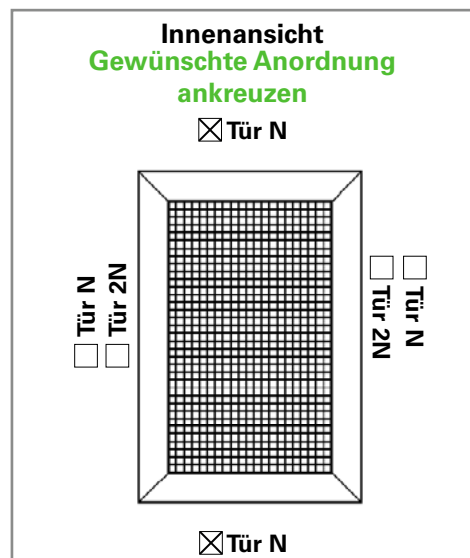 Innenansicht
Gewünschte Anordnung
ankreuzen
☒ Tür N
☐ Tür N
☐ Tür 2N
☐ Tür 2N
☐ Tür N
☒ Tür N